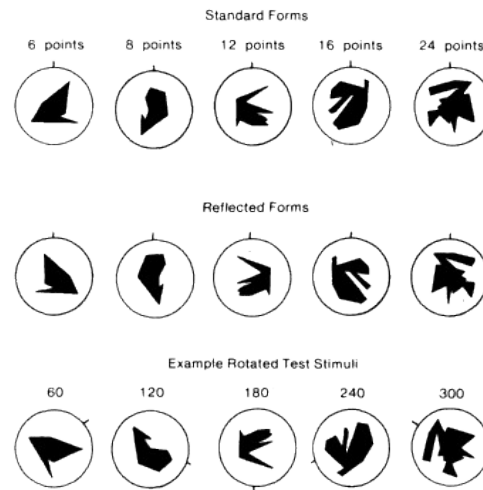 Standard Forms
6 points 8 points 12 points 16 points 24 points
Reflected Forms
Example Rotated Test Stimuli
60 120 180 240 300